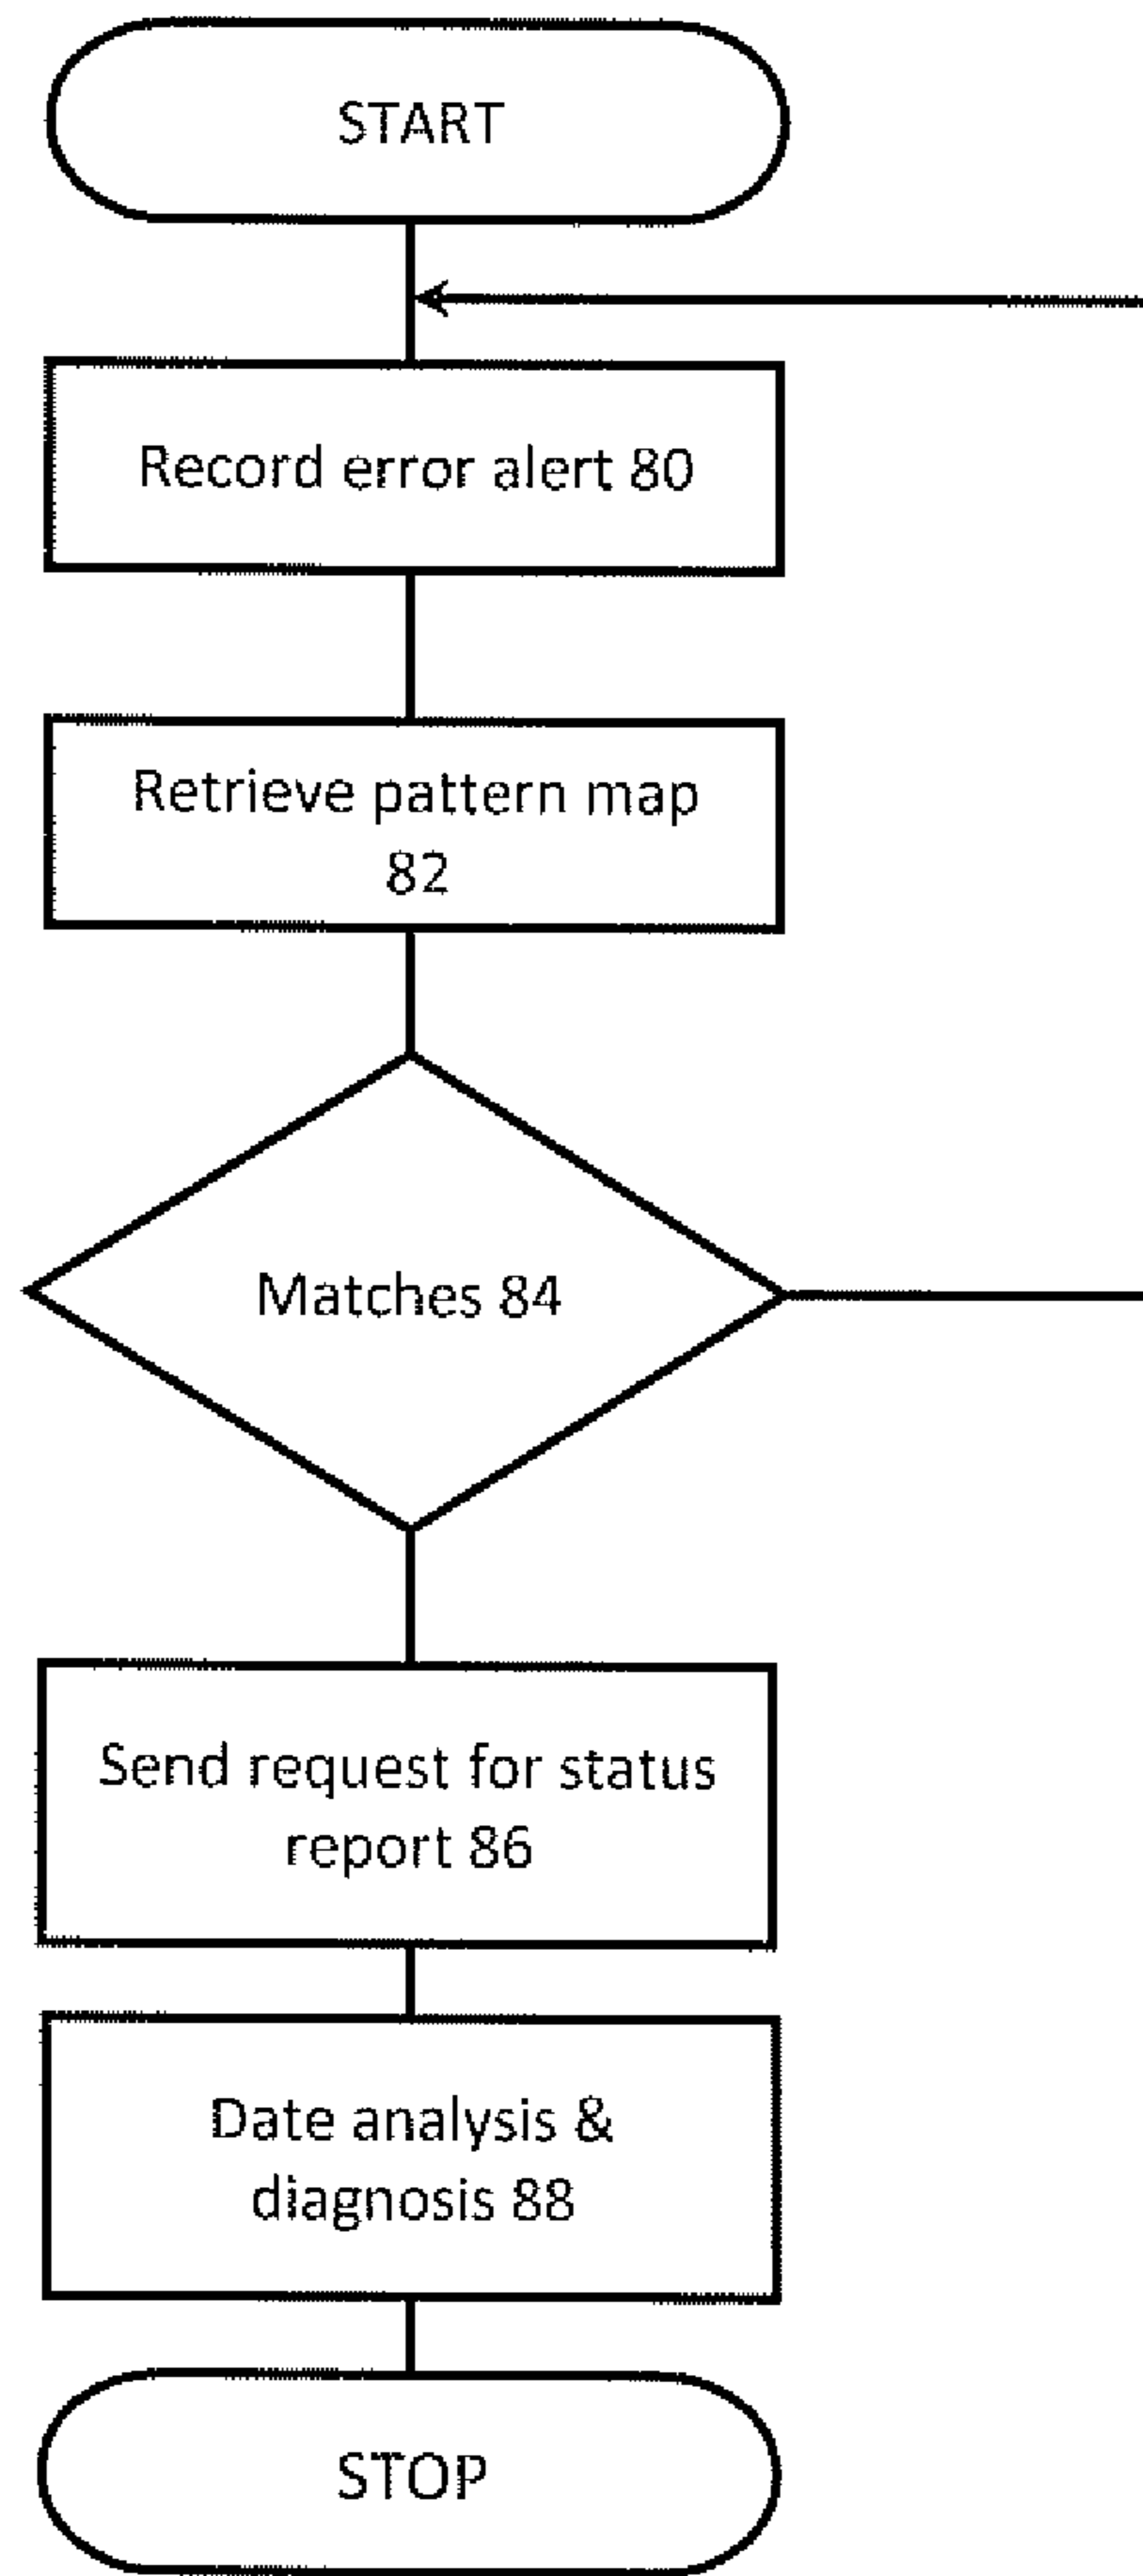 START
Record error alert 80
Retrieve pattern map
82
Matches 84
Send request for status
report 86
Date analysis &
diagnosis 88
STOP